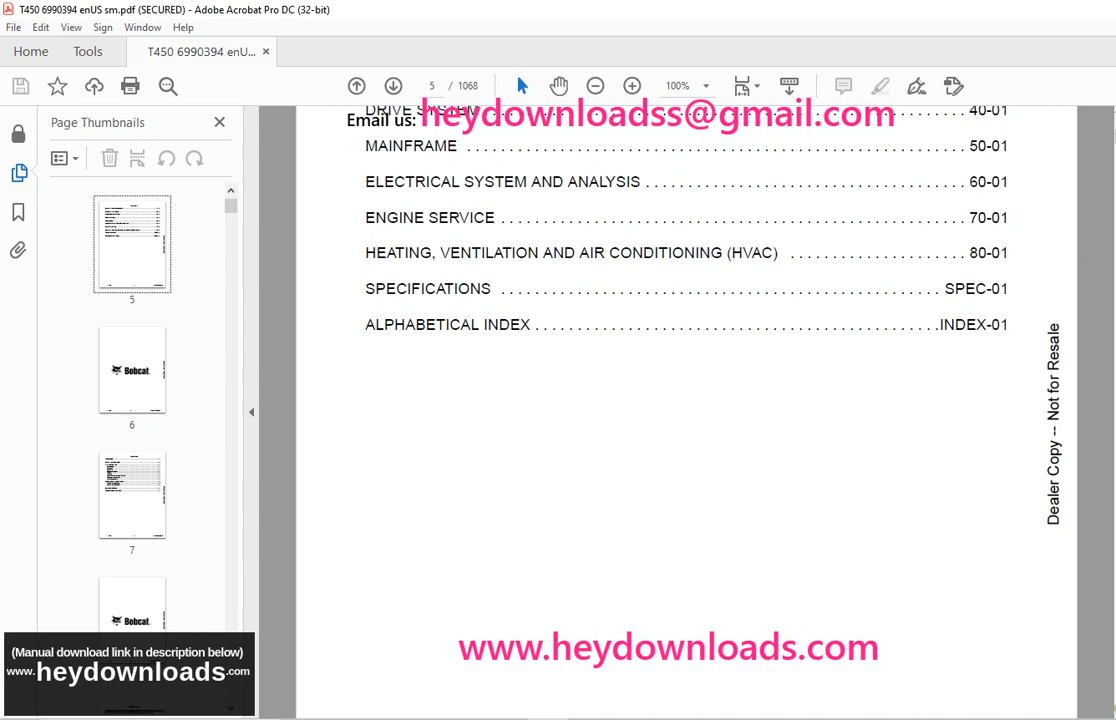 T450 6990394 enUS sm.pdf (SECURED) - Adobe Acrobat Pro DC (32-bit)
File Edit View Sign Window Help
Home Tools T450 6990394 enU... ×
5 / 1068 100%
Page Thumbnails
5
Bobcat
6
7
Bobcat
DRIVE SYSTEM . . . . . . . . . . . . . . . . . . . . . . . . . . . . . . . . . . . . . . . . 40-01
Email us: heydownloadss@gmail.com
MAINFRAME . . . . . . . . . . . . . . . . . . . . . . . . . . . . . . . . . . . . . . . . 50-01
ELECTRICAL SYSTEM AND ANALYSIS . . . . . . . . . . . . . . . . . . . . . . . . . . . . . . 60-01
ENGINE SERVICE . . . . . . . . . . . . . . . . . . . . . . . . . . . . . . . . . . . . . . . . 70-01
HEATING, VENTILATION AND AIR CONDITIONING (HVAC) . . . . . . . . . . . . . . . . . . . . . 80-01
SPECIFICATIONS . . . . . . . . . . . . . . . . . . . . . . . . . . . . . . . . . . . . . . . . SPEC-01
ALPHABETICAL INDEX . . . . . . . . . . . . . . . . . . . . . . . . . . . . . . . . . . . . . . . .INDEX-01
Dealer Copy -- Not for Resale
www.heydownloads.com
(Manual download link in description below)
www.heydownloads.com